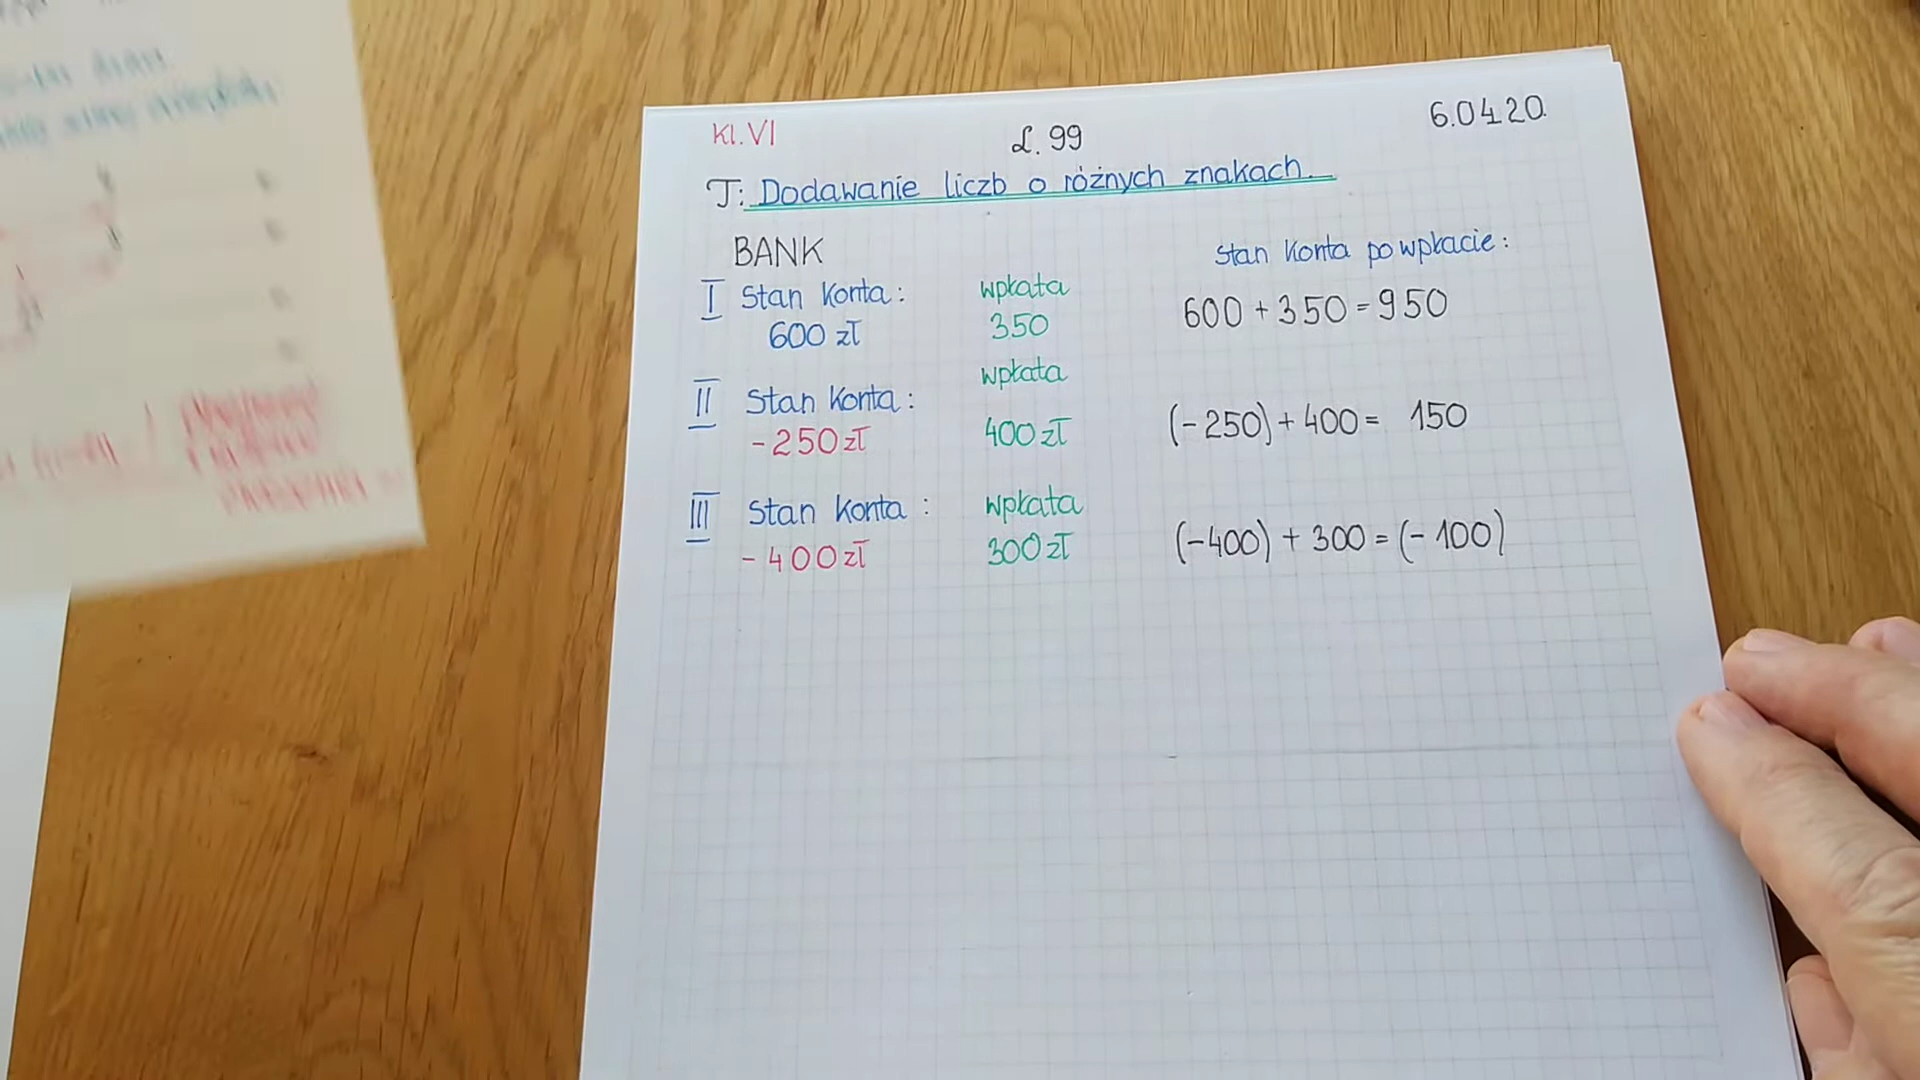 Kl. VI
L. 99
6.04.20.
T: Dodawanie liczb o różnych znakach.
BANK
Stan konta po wpłacie:
I Stan konta: wpłata
600 zł 350
600 + 350 = 950
II Stan konta: wpłata
-250 zł 400 zł
(-250) + 400 = 150
III Stan konta: wpłata
- 400 zł 300 zł
(-400) + 300 = (- 100)